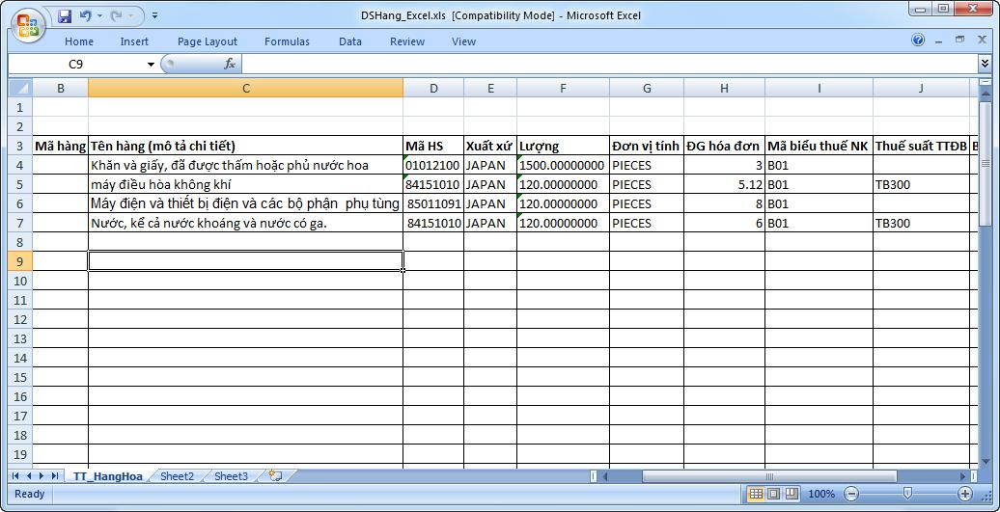 DSHang_Excel.xls [Compatibility Mode] - Microsoft Excel
Home Insert Page Layout Formulas Data Review View
C9 fx
B C D E F G H I J
1
2
3 Mã hàng Tên hàng (mô tả chi tiết) Mã HS Xuất xứ Lượng Đơn vị tính ĐG hóa đơn Mã biểu thuế NK Thuế suất TTĐB B
4 Khăn và giấy, đã được thấm hoặc phủ nước hoa 01012100 JAPAN 1500.00000000 PIECES 3 B01
5 máy điều hòa không khí 84151010 JAPAN 120.00000000 PIECES 5.12 B01 TB300
6 Máy điện và thiết bị điện và các bộ phận phụ tùng 85011091 JAPAN 120.00000000 PIECES 8 B01
7 Nước, kể cả nước khoáng và nước có ga. 84151010 JAPAN 120.00000000 PIECES 6 B01 TB300
8
9
10
11
12
13
14
15
16
17
18
19
TT_HangHoa Sheet2 Sheet3
Ready 100%